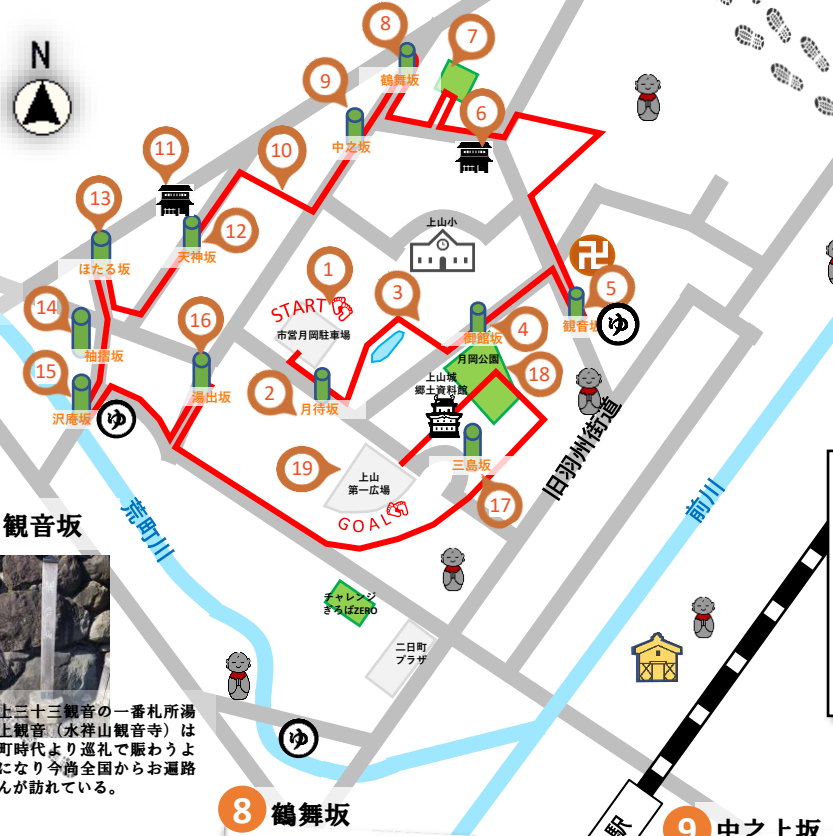 N
8
7
鶴舞坂
9
6
中之坂
11
10
13
12
上山小
天神坂
ほたる坂
1
3
5
START
14
16
観音坂
ゆ
市営月岡駐車場
御館坂
4
袖摺坂
月岡公園
18
15
湯出坂
2
上山城
郷土資料館
月待坂
沢庵坂
ゆ
三島坂
旧羽州街道
19
上山
第一広場
17
前川
GOAL
荒町川
観音坂
チャレンジ
ひろばZERO
二日町
プラザ
上三十三観音の一番札所湯
上観音（水祥山観音寺）は
町時代より巡礼で賑わうよ
になり今尚全国からお遍路
んが訪れている。
ゆ
8 鶴舞坂
駅
9 中之上坂